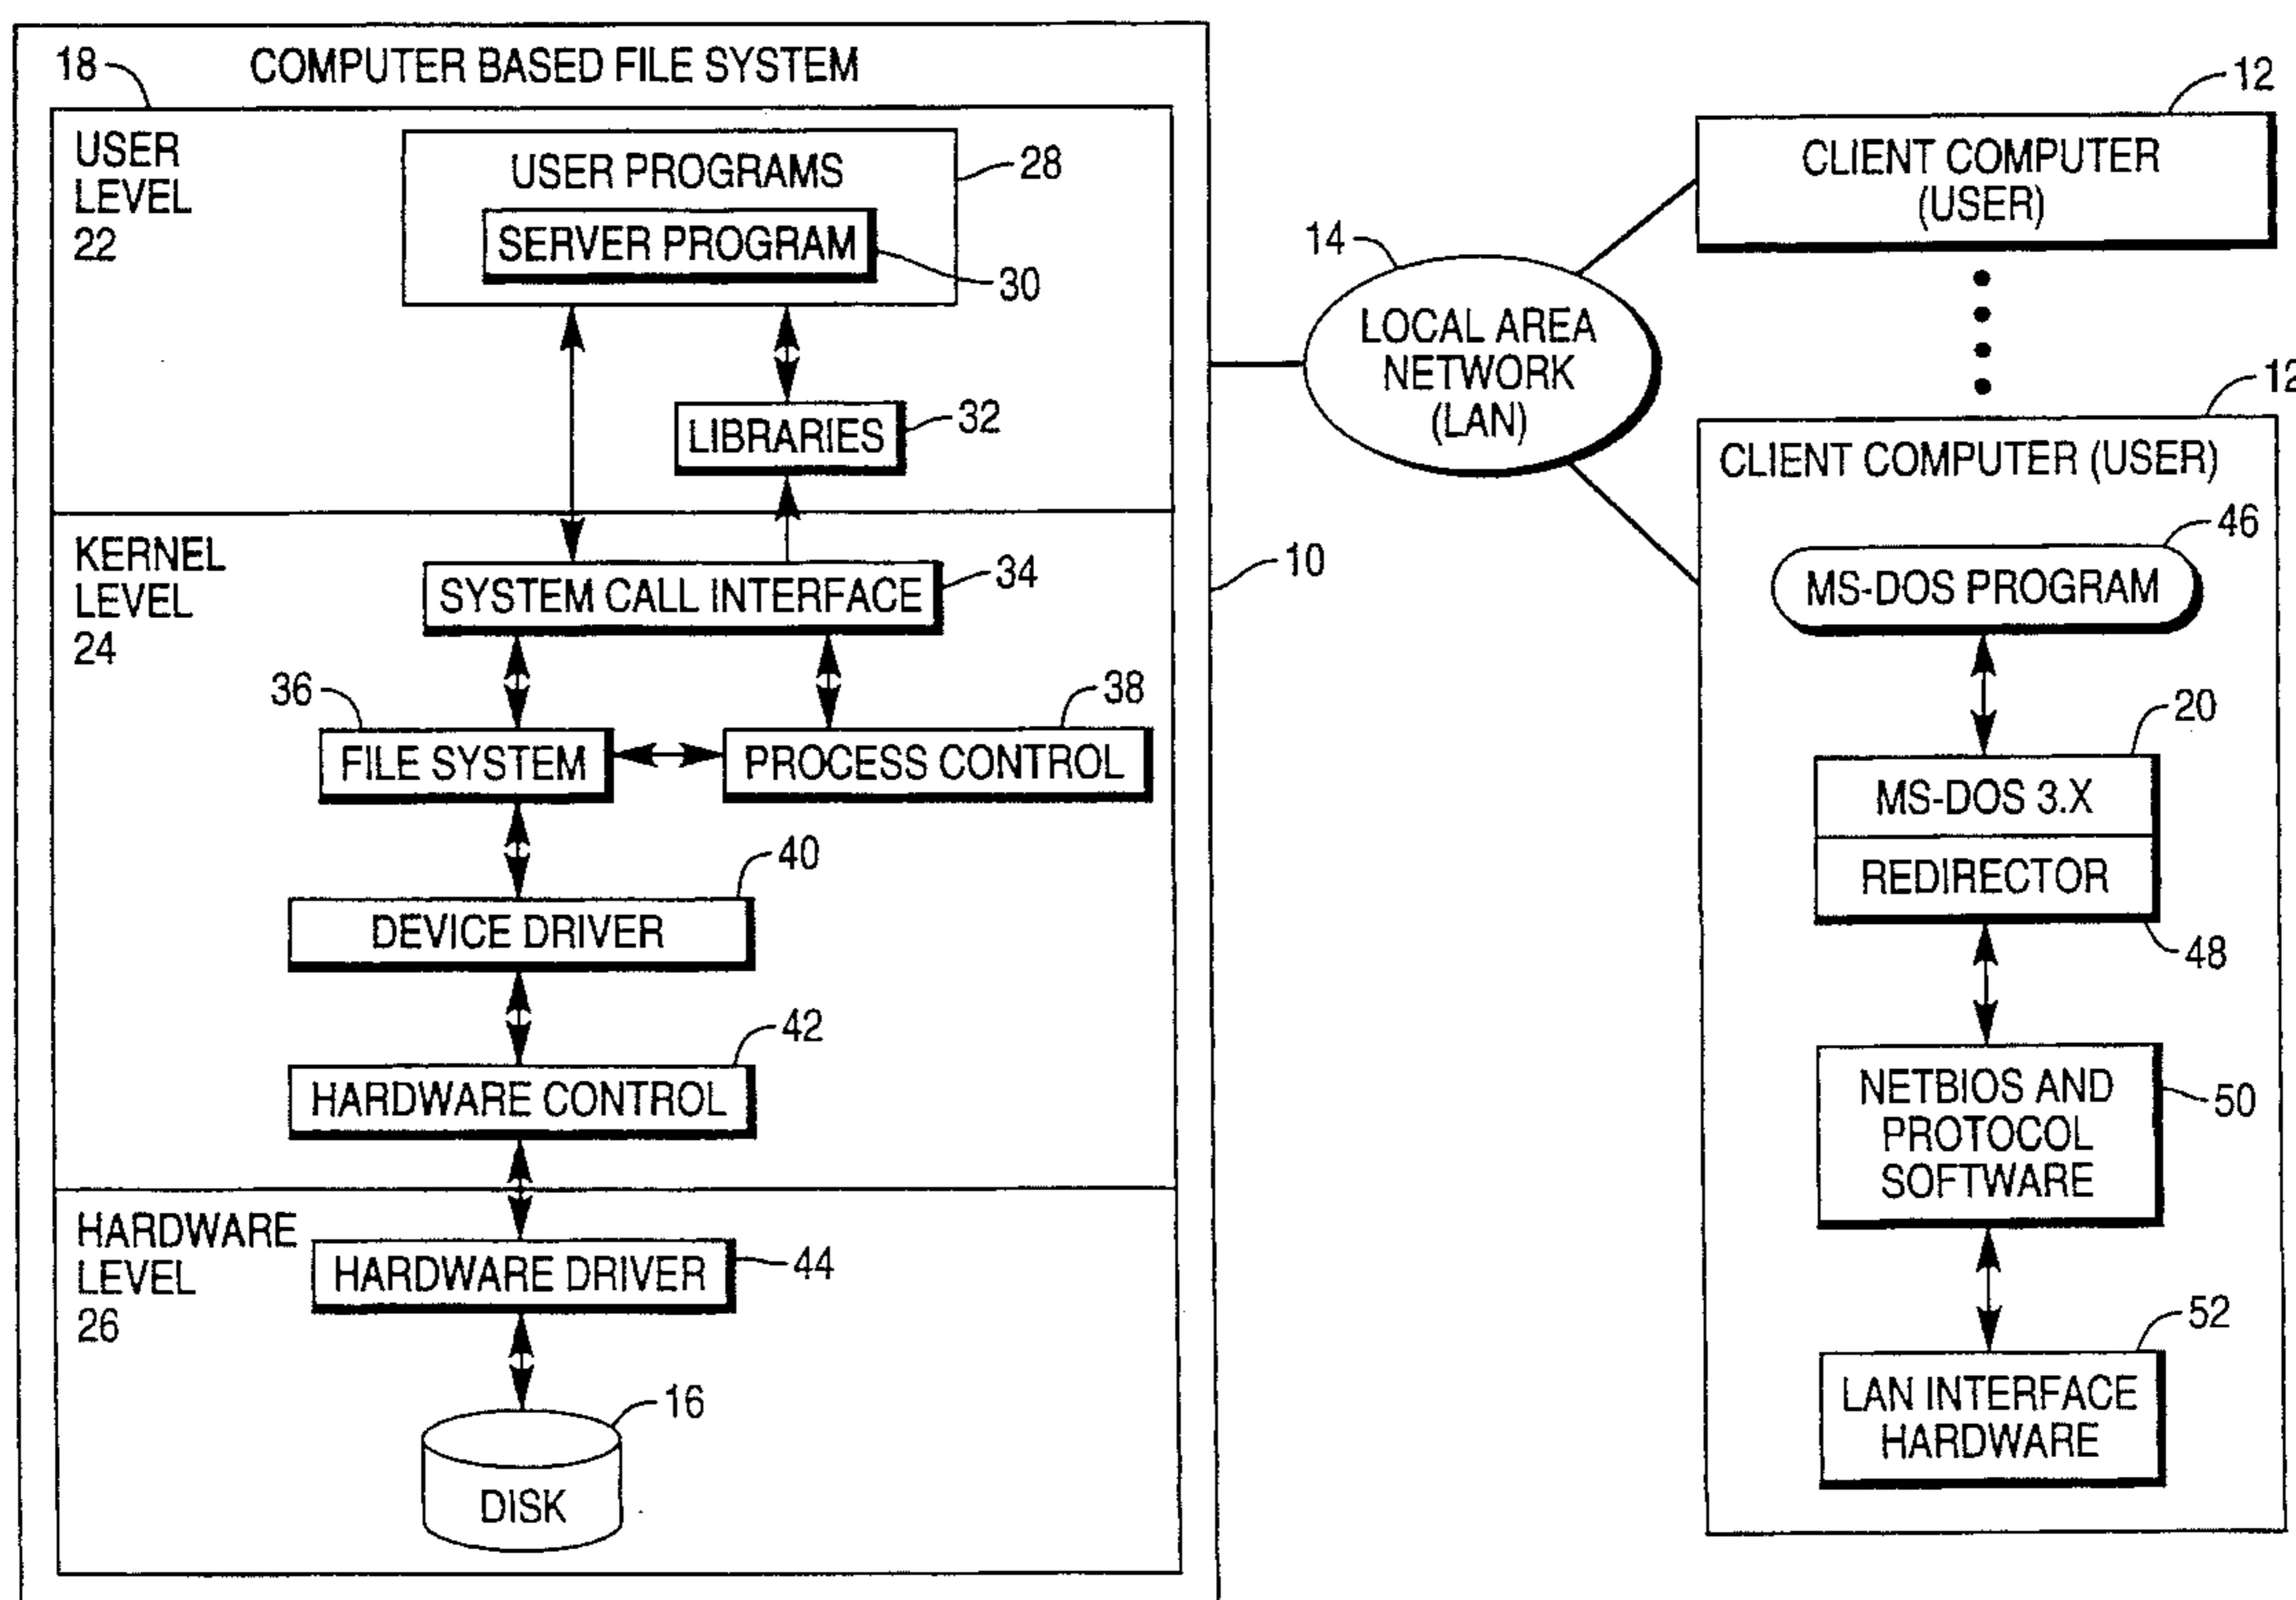 COMPUTER BASED FILE SYSTEM
18
USER
LEVEL
22
USER PROGRAMS
28
SERVER PROGRAM
30
LIBRARIES
32
KERNEL
LEVEL
24
SYSTEM CALL INTERFACE
34
10
36
38
FILE SYSTEM
PROCESS CONTROL
40
DEVICE DRIVER
42
HARDWARE CONTROL
HARDWARE
LEVEL
26
HARDWARE DRIVER
44
16
DISK
14
LOCAL AREA
NETWORK
(LAN)
12
CLIENT COMPUTER
(USER)
12
CLIENT COMPUTER (USER)
46
MS-DOS PROGRAM
20
MS-DOS 3.X
REDIRECTOR
48
NETBIOS AND
PROTOCOL
SOFTWARE
50
52
LAN INTERFACE
HARDWARE